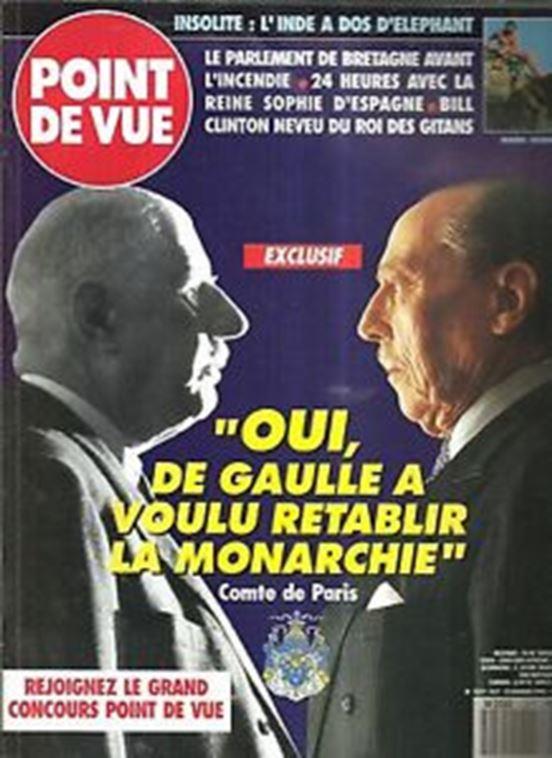 POINT
DE VUE
INSOLITE : L'INDE A DOS D'ELEPHANT
LE PARLEMENT DE BRETAGNE AVANT
L'INCENDIE • 24 HEURES AVEC LA
REINE SOPHIE D'ESPAGNE • BILL
CLINTON NEVEU DU ROI DES GITANS
EXCLUSIF
"OUI,
DE GAULLE A
VOULU RETABLIR
LA MONARCHIE"
Comte de Paris
REJOIGNEZ LE GRAND
CONCOURS POINT DE VUE